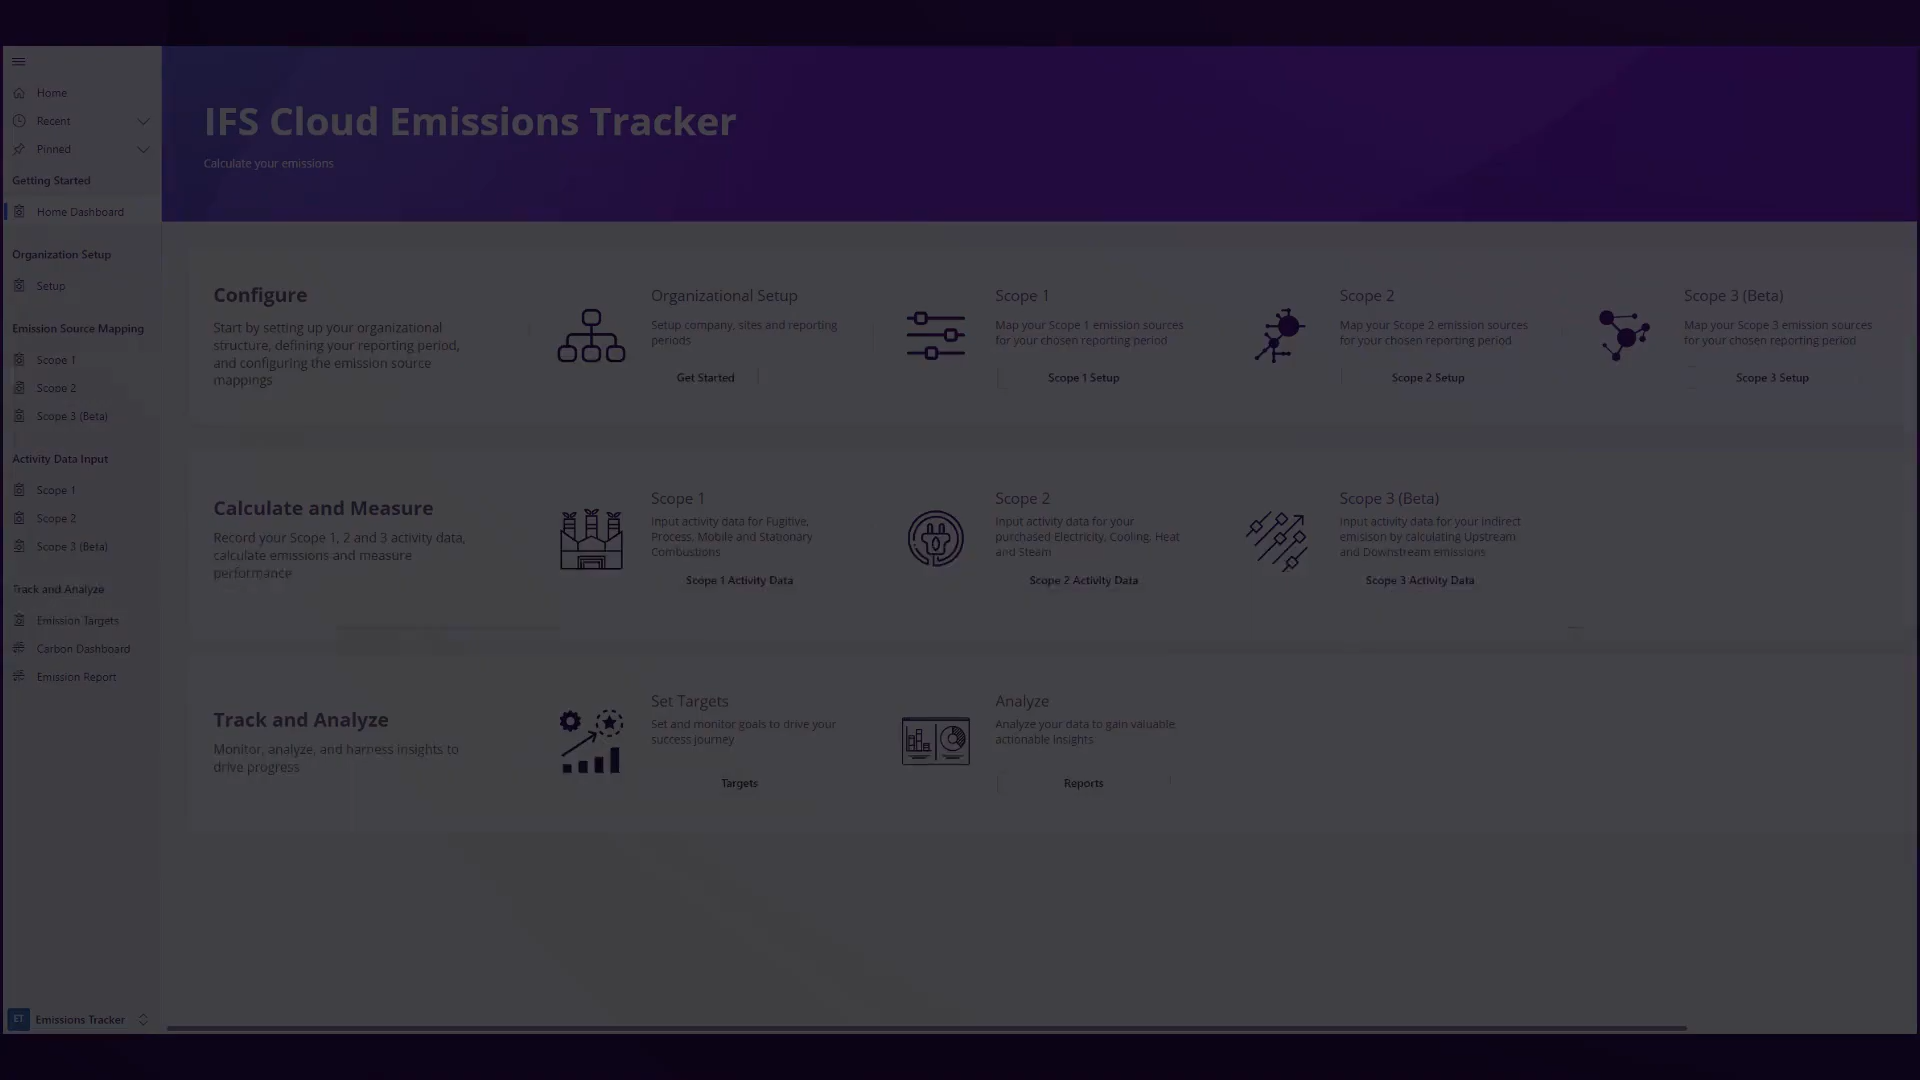 Home
Recent
Pinned
Getting Started
Home Dashboard
Organization Setup
Setup
Emission Source Mapping
Scope 1
Scope 2
Scope 3 (Beta)
Activity Data Input
Scope 1
Scope 2
Scope 3 (Beta)
Track and Analyze
Emission Targets
Carbon Dashboard
Emission Report
ET Emissions Tracker
IFS Cloud Emissions Tracker
Calculate your emissions
Configure
Start by setting up your organizational
structure, defining your reporting period,
and configuring the emission source
mappings
Organizational Setup
Setup company, sites and reporting
periods
Get Started
Scope 1
Map your Scope 1 emission sources
for your chosen reporting period
Scope 1 Setup
Scope 2
Map your Scope 2 emission sources
for your chosen reporting period
Scope 2 Setup
Scope 3 (Beta)
Map your Scope 3 emission sources
for your chosen reporting period
Scope 3 Setup
Calculate and Measure
Record your Scope 1, 2 and 3 activity data,
calculate emissions and measure
performance
Scope 1
Input activity data for Fugitive,
Process, Mobile and Stationary
Combustions
Scope 1 Activity Data
Scope 2
Input activity data for your
purchased Electricity, Cooling, Heat
and Steam
Scope 2 Activity Data
Scope 3 (Beta)
Input activity data for your indirect
emisison by calculating Upstream
and Downstream emissions
Scope 3 Activity Data
Track and Analyze
Monitor, analyze, and harness insights to
drive progress
Set Targets
Set and monitor goals to drive your
success journey
Targets
Analyze
Analyze your data to gain valuable,
actionable insights
Reports